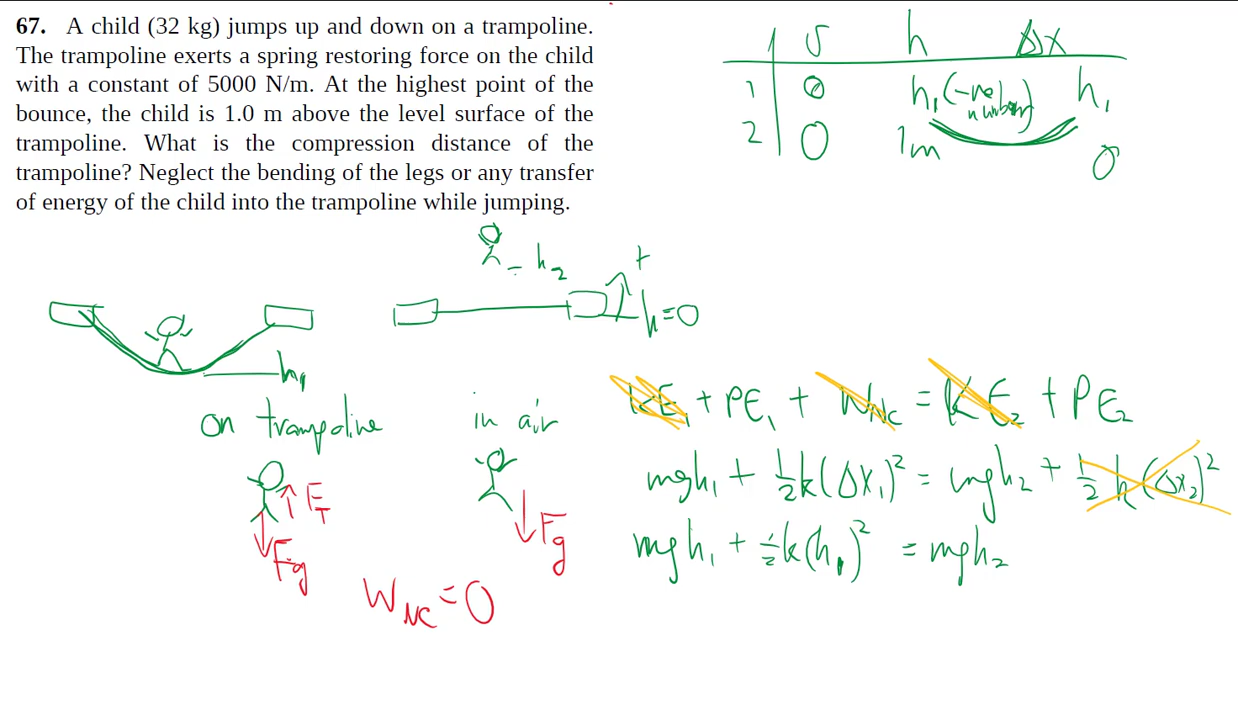 67. A child (32 kg) jumps up and down on a trampoline.
The trampoline exerts a spring restoring force on the child
with a constant of 5000 N/m. At the highest point of the
bounce, the child is 1.0 m above the level surface of the
trampoline. What is the compression distance of the
trampoline? Neglect the bending of the legs or any transfer
of energy of the child into the trampoline while jumping.
v h Δx
1 0 h₁ (-ve number) h₁
2 0 1m 0
h₂ +
h=0
h₁
on trampoline in air
KE₁ + PE₁ + W_NC = KE₂ + PE₂
mgh₁ + ½k(Δx₁)² = mgh₂ + ½k(Δx₂)²
mgh₁ + ½k(h₁)² = mgh₂
F_T
F_g F_g
W_NC = 0